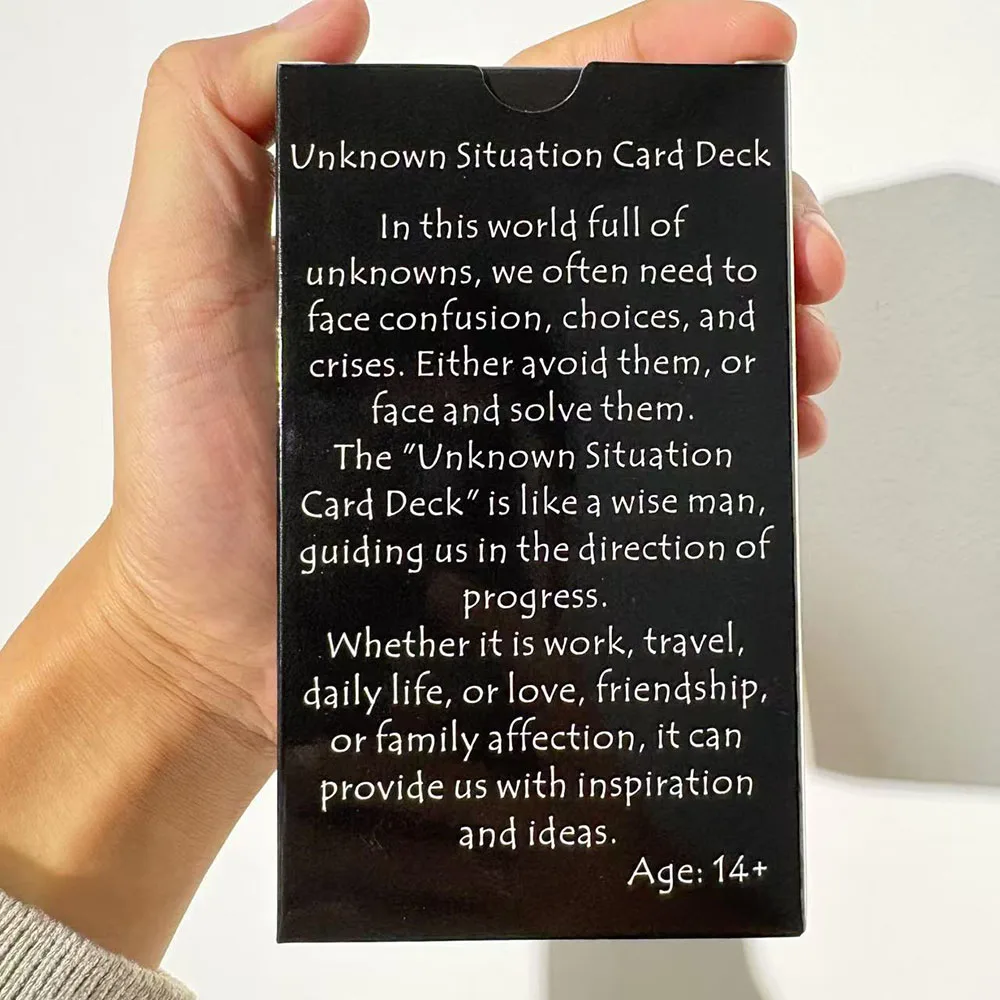 Unknown Situation Card Deck
In this world full of
unknowns, we often need to
face confusion, choices, and
crises. Either avoid them, or
face and solve them.
The "Unknown Situation
Card Deck" is like a wise man,
guiding us in the direction of
progress.
Whether it is work, travel,
daily life, or love, friendship,
or family affection, it can
provide us with inspiration
and ideas.
Age: 14+